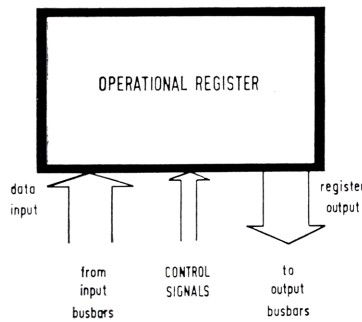 OPERATIONAL REGISTER
data
input
register
output
from
input
busbars
CONTROL
SIGNALS
to
output
busbars